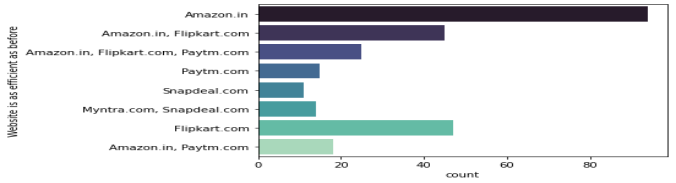 Website is as efficient as before
Amazon.in
Amazon.in, Flipkart.com
Amazon.in, Flipkart.com, Paytm.com
Paytm.com
Snapdeal.com
Myntra.com, Snapdeal.com
Flipkart.com
Amazon.in, Paytm.com
0 20 40 60 80
count